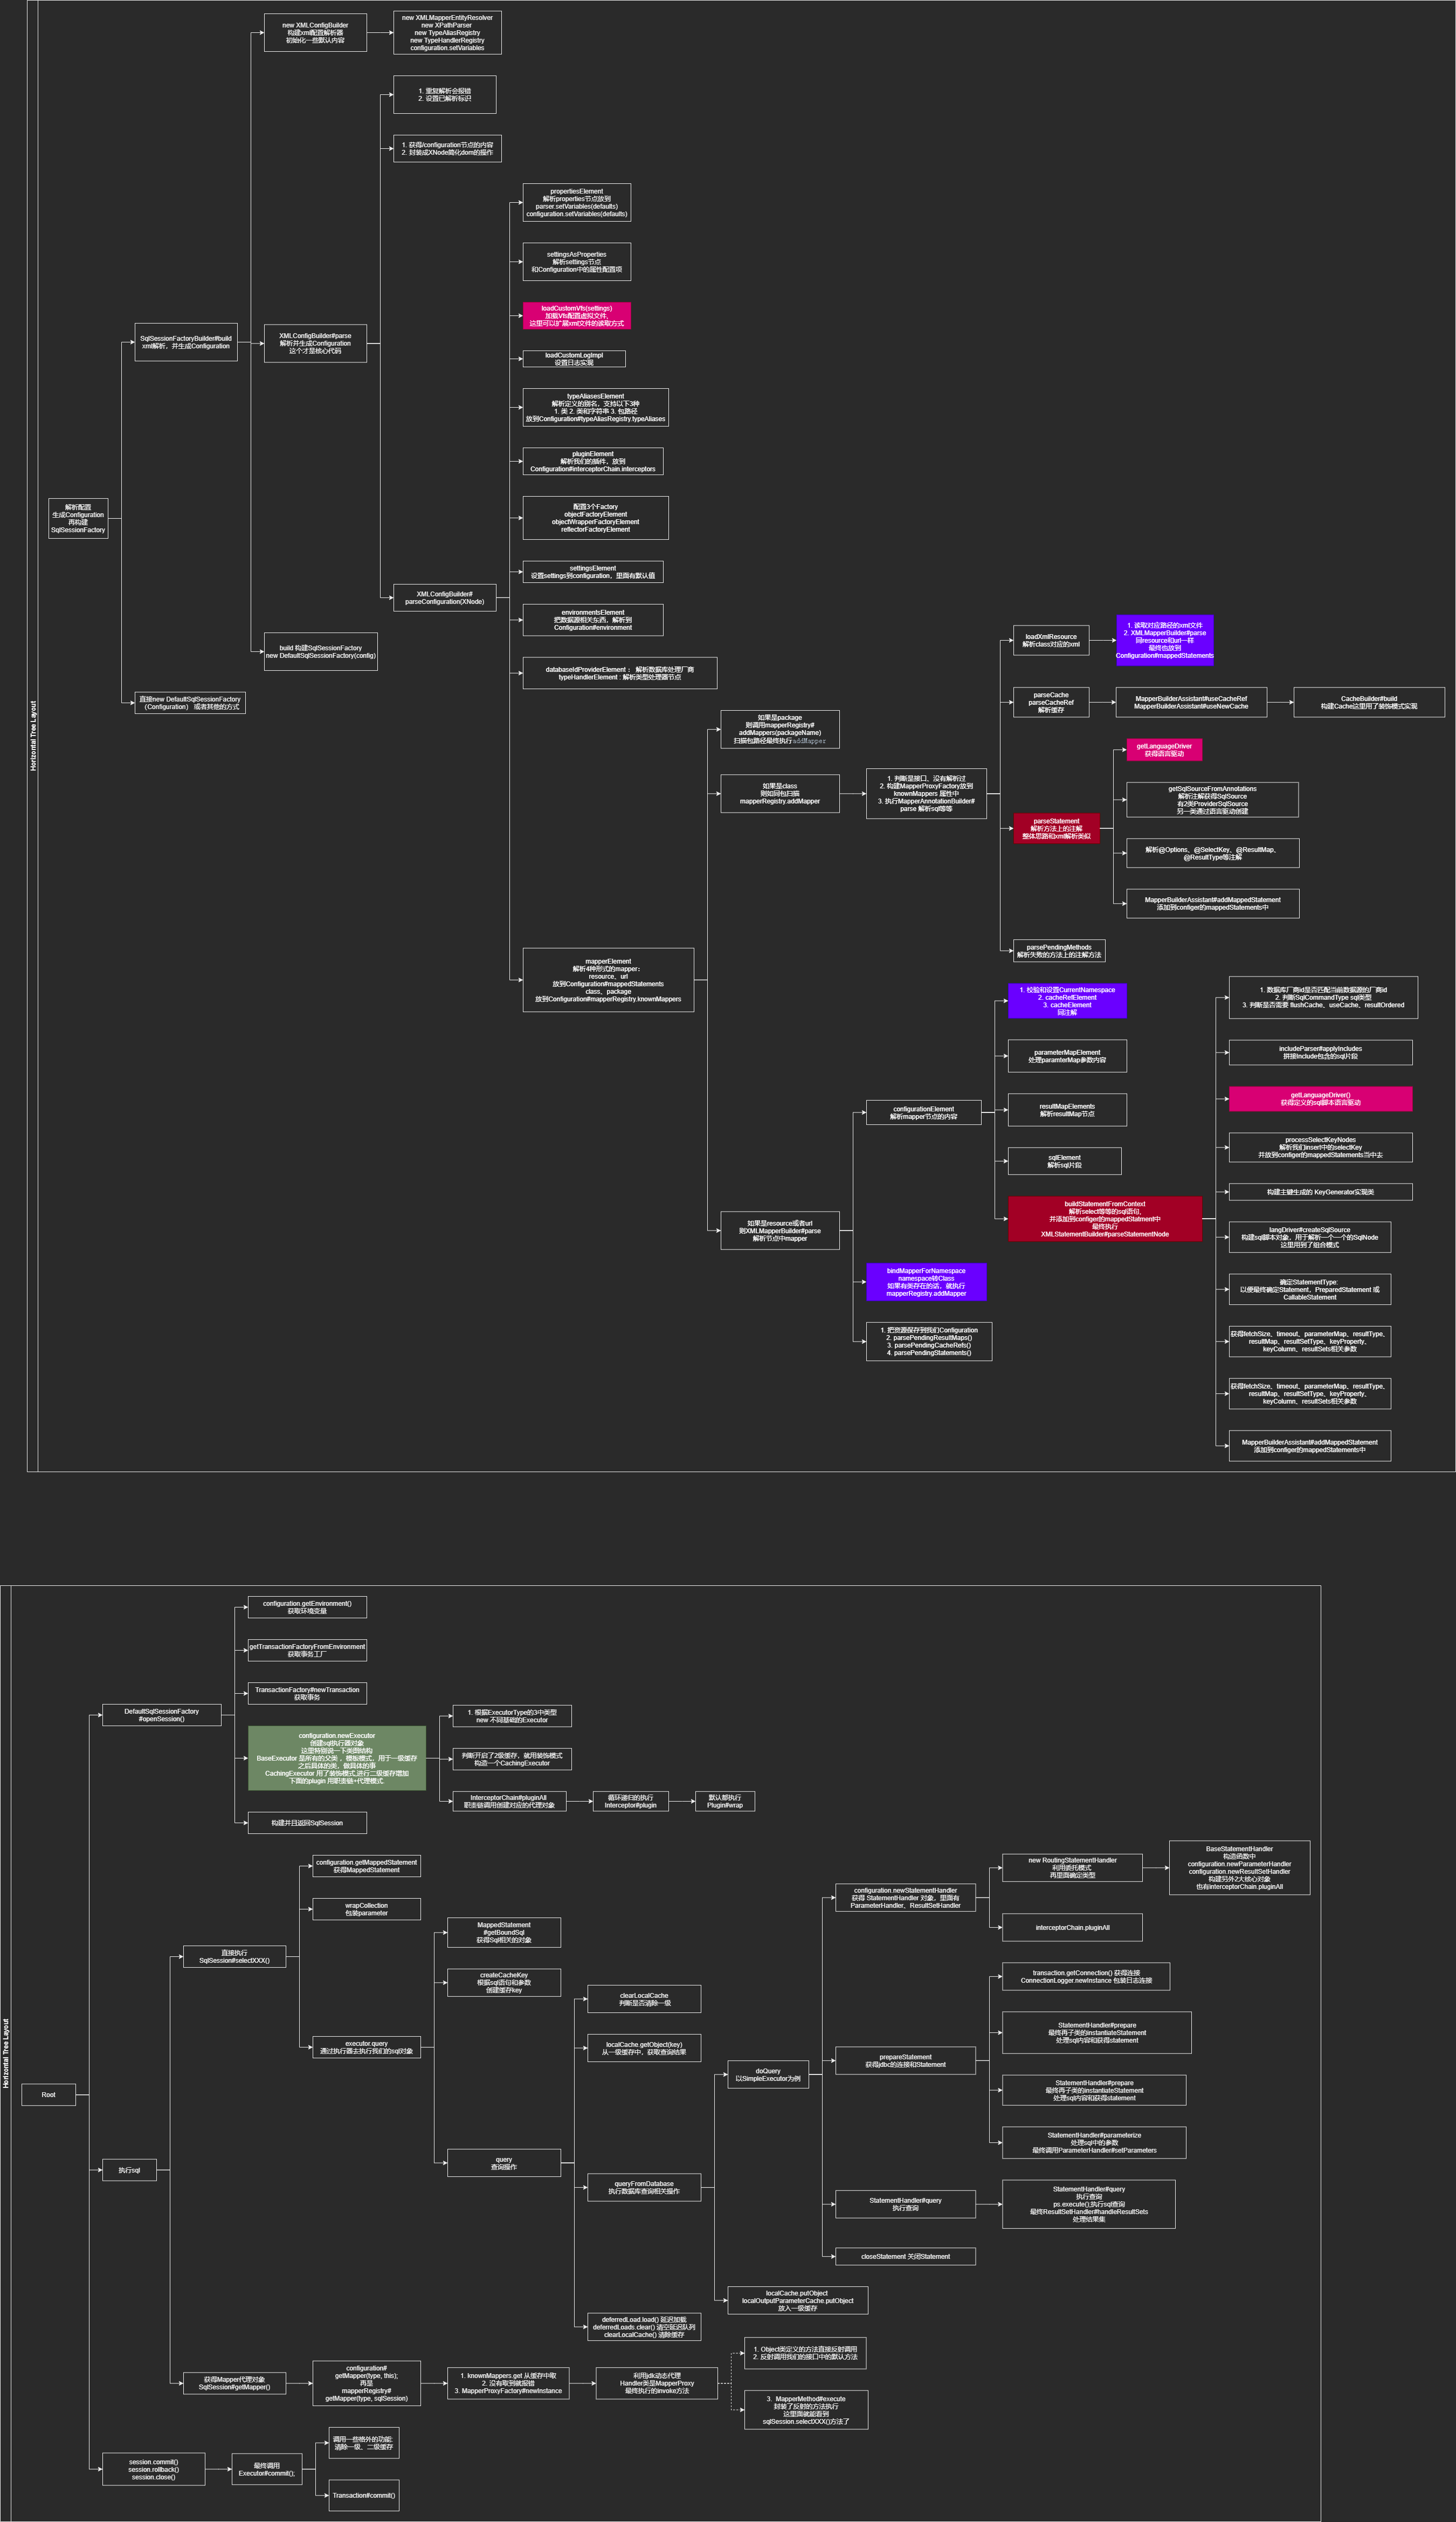 Horizontal Tree Layout
解析配置
生成Configuration
再构建
SqlSessionFactory
SqlSessionFactoryBuilder#build
xml解析，并生成Configuration
new XMLConfigBuilder
构建xml配置解析器
初始化一些默认内容
new XMLMapperEntityResolver
new XPathParser
new TypeAliasRegistry
new TypeHandlerRegistry
configuration.setVariables
XMLConfigBuilder#parse
解析并生成Configuration
这个才是核心代码
1. 重复解析会报错
2. 设置已解析标识
1. 获得/configuration节点的内容
2. 封装成XNode简化dom的操作
XMLConfigBuilder#
parseConfiguration(XNode)
propertiesElement
解析properties节点放到
parser.setVariables(defaults)
configuration.setVariables(defaults)
settingsAsProperties
解析settings节点
和Configuration中的属性配置项
loadCustomVfs(settings)
加载Vfs配置虚拟文件,
这里可以扩展xml文件的读取方式
loadCustomLogImpl
设置日志实现
typeAliasesElement
解析定义的别名，支持以下3种
1. 类 2. 类和字符串 3. 包路径
放到Configuration#typeAliasRegistry.typeAliases
pluginElement
解析我们的插件，放到
Configuration#interceptorChain.interceptors
配置3个Factory
objectFactoryElement
objectWrapperFactoryElement
reflectorFactoryElement
settingsElement
设置settings到configuration，里面有默认值
environmentsElement
把数据源相关东西，解析到
Configuration#environment
databaseIdProviderElement ： 解析数据库处理厂商
typeHandlerElement : 解析类型处理器节点
mapperElement
解析4种形式的mapper：
resource、url
放到Configuration#mappedStatements
class、package
放到Configuration#mapperRegistry.knownMappers
如果是package
则调用mapperRegistry#
addMappers(packageName)
扫描包路径最终执行addMapper
如果是class
则如同包扫描
mapperRegistry.addMapper
1. 判断是接口，没有解析过
2. 构建MapperProxyFactory放到
knownMappers 属性中
3. 执行MapperAnnotationBuilder#
parse 解析sql等等
loadXmlResource
解析class对应的xml
1. 读取对应路径的xml文件
2. XMLMapperBuilder#parse
同resource和url一样
最终也放到
Configuration#mappedStatements
parseCache
parseCacheRef
解析缓存
MapperBuilderAssistant#useCacheRef
MapperBuilderAssistant#useNewCache
CacheBuilder#build
构建Cache这里用了装饰模式实现
parseStatement
解析方法上的注解
整体思路和xml解析类似
getLanguageDriver
获得语言驱动
getSqlSourceFromAnnotations
解析注解获得SqlSource
有2类ProviderSqlSource
另一类通过语言驱动创建
解析@Options、@SelectKey、@ResultMap、
@ResultType等注解
MapperBuilderAssistant#addMappedStatement
添加到configer的mappedStatements中
parsePendingMethods
解析失败的方法上的注解方法
如果是resource或者url
则XMLMapperBuilder#parse
解析节点中mapper
configurationElement
解析mapper节点的内容
1. 校验和设置CurrentNamespace
2. cacheRefElement
3. cacheElement
同注解
parameterMapElement
处理paramterMap参数内容
resultMapElements
解析resultMap节点
sqlElement
解析sql片段
buildStatementFromContext
解析select等等的sql语句，
并添加到configer的mappedStatment中
最终执行
XMLStatementBuilder#parseStatementNode
1. 数据库厂商id是否匹配当前数据源的厂商id
2. 判断SqlCommandType sql类型
3. 判断是否需要 flushCache、useCache、resultOrdered
includeParser#applyIncludes
拼接Include包含的sql片段
getLanguageDriver()
获得定义的sql脚本语言驱动
processSelectKeyNodes
解析我们insert中的selectKey
并放到configer的mappedStatements当中去
构建主键生成的 KeyGenerator实现类
langDriver#createSqlSource
构建sql脚本对象，用于解析一个一个的SqlNode
这里用到了组合模式
确定StatementType:
以便最终确定Statement、PreparedStatement 或
CallableStatement
获得fetchSize、timeout、parameterMap、resultType、
resultMap、resultSetType、keyProperty、
keyColumn、resultSets相关参数
获得fetchSize、timeout、parameterMap、resultType、
resultMap、resultSetType、keyProperty、
keyColumn、resultSets相关参数
MapperBuilderAssistant#addMappedStatement
添加到configer的mappedStatements中
bindMapperForNamespace
namespace转Class
如果有类存在的话，就执行
mapperRegistry.addMapper
1. 把资源保存到我们Configuration
2. parsePendingResultMaps()
3. parsePendingCacheRefs()
4. parsePendingStatements()
build 构建SqlSessionFactory
new DefaultSqlSessionFactory(config)
直接new DefaultSqlSessionFactory
（Configuration） 或者其他的方式
Horizontal Tree Layout
Root
DefaultSqlSessionFactory
#openSession()
configuration.getEnvironment()
获取环境变量
getTransactionFactoryFromEnvironment
获取事务工厂
TransactionFactory#newTransaction
获取事务
configuration.newExecutor
创建sql执行器对象
这里特别说一下类图结构
BaseExecutor 是所有的父类 ，模板模式，用于一级缓存
之后具体的类，做具体的事
CachingExecutor 用了装饰模式,进行二级缓存增加
下面的plugin 用职责链+代理模式
1. 根据ExecutorType的3中类型
new 不同基础的Executor
判断开启了2级缓存，就用装饰模式
构造一个CachingExecutor
InterceptorChain#pluginAll
职责链调用创建对应的代理对象
循环递归的执行
Interceptor#plugin
默认都执行
Plugin#wrap
构建并且返回SqlSession
执行sql
直接执行
SqlSession#selectXXX()
configuration.getMappedStatement
获得MappedStatement
wrapCollection
包装parameter
executor.query
通过执行器去执行我们的sql对象
MappedStatement
#getBoundSql
获得Sql相关的对象
createCacheKey
根据sql语句和参数
创建缓存key
query
查询操作
clearLocalCache
判断是否清除一级
localCache.getObject(key)
从一级缓存中，获取查询结果
queryFromDatabase
执行数据库查询相关操作
doQuery
以SimpleExecutor为例
configuration.newStatementHandler
获得 StatementHandler 对象，里面有
ParameterHandler、ResultSetHandler
new RoutingStatementHandler
利用委托模式
再里面确定类型
BaseStatementHandler
构造函数中
configuration.newParameterHandler
configuration.newResultSetHandler
构建另外2大核心对象
也有interceptorChain.pluginAll
interceptorChain.pluginAll
prepareStatement
获得jdbc的连接和Statement
transaction.getConnection() 获得连接
ConnectionLogger.newInstance 包装日志连接
StatementHandler#prepare
最终再子类的instantiateStatement
处理sql内容和获得statement
StatementHandler#prepare
最终再子类的instantiateStatement
处理sql内容和获得statement
StatementHandler#parameterize
处理sql中的参数
最终调用ParameterHandler#setParameters
StatementHandler#query
执行查询
StatementHandler#query
执行查询
ps.execute();执行sql查询
最终ResultSetHandler#handleResultSets
处理结果集
closeStatement 关闭Statement
localCache.putObject
localOutputParameterCache.putObject
放入一级缓存
deferredLoad.load() 延迟加载
deferredLoads.clear() 清空延迟队列
clearLocalCache() 清除缓存
获得Mapper代理对象
SqlSession#getMapper()
configuration#
getMapper(type, this);
再是
mapperRegistry#
getMapper(type, sqlSession)
1. knownMappers.get 从缓存中取
2. 没有取到就报错
3. MapperProxyFactory#newInstance
利用jdk动态代理
Handler类是MapperProxy
最终执行的invoke方法
1. Object类定义的方法直接反射调用
2. 反射调用我们的接口中的默认方法
3. MapperMethod#execute
封装了反射的方法执行
这里面就能看到
sqlSession.selectXXX()方法了
session.commit()
session.rollback()
session.close()
最终调用
Executor#commit();
调用一些格外的功能:
清除一级、二级缓存
Transaction#commit()